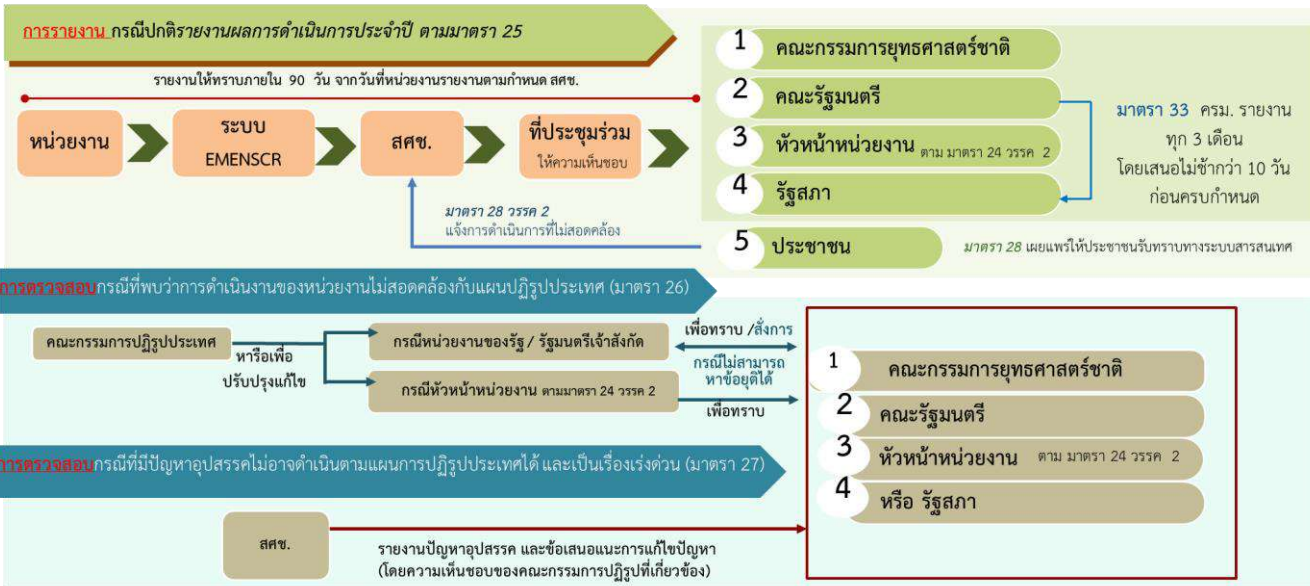 การรายงาน กรณีปกติรายงานผลการดำเนินการประจำปี ตามมาตรา 25
รายงานให้ทราบภายใน 90 วัน จากวันที่หน่วยงานรายงานตามกำหนด สศช.
หน่วยงาน
ระบบ
EMENSCR
สศช.
ที่ประชุมร่วม
ให้ความเห็นชอบ
1 คณะกรรมการยุทธศาสตร์ชาติ
2 คณะรัฐมนตรี
3 หัวหน้าหน่วยงาน ตาม มาตรา 24 วรรค 2
4 รัฐสภา
มาตรา 33 ครม. รายงาน
ทุก 3 เดือน
โดยเสนอไม่ช้ากว่า 10 วัน
ก่อนครบกำหนด
มาตรา 28 วรรค 2
แจ้งการดำเนินการที่ไม่สอดคล้อง
5 ประชาชน
มาตรา 28 เผยแพร่ให้ประชาชนรับทราบทางระบบสารสนเทศ
การตรวจสอบกรณีที่พบว่าการดำเนินงานของหน่วยงานไม่สอดคล้องกับแผนปฏิรูปประเทศ (มาตรา 26)
คณะกรรมการปฏิรูปประเทศ
หารือเพื่อ
ปรับปรุงแก้ไข
กรณีหน่วยงานของรัฐ / รัฐมนตรีเจ้าสังกัด
กรณีหัวหน้าหน่วยงาน ตามมาตรา 24 วรรค 2
เพื่อทราบ /สั่งการ
กรณีไม่สามารถ
หาข้อยุติได้
เพื่อทราบ
1 คณะกรรมการยุทธศาสตร์ชาติ
2 คณะรัฐมนตรี
3 หัวหน้าหน่วยงาน ตาม มาตรา 24 วรรค 2
4 หรือ รัฐสภา
การตรวจสอบกรณีที่มีปัญหาอุปสรรคไม่อาจดำเนินตามแผนการปฏิรูปประเทศได้ และเป็นเรื่องเร่งด่วน (มาตรา 27)
สศช.
รายงานปัญหาอุปสรรค และข้อเสนอแนะการแก้ไขปัญหา
(โดยความเห็นชอบของคณะกรรมการปฏิรูปที่เกี่ยวข้อง)